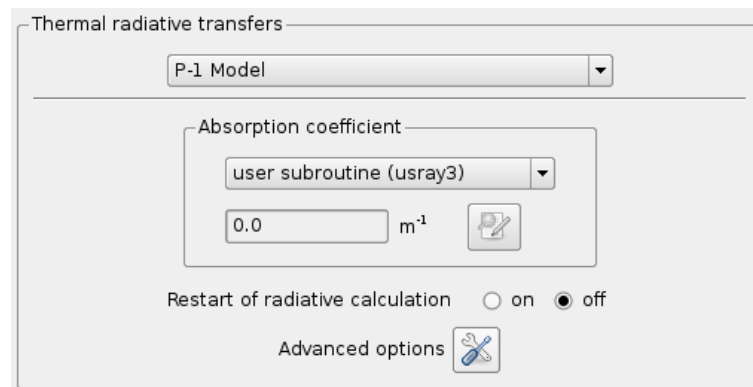 Thermal radiative transfers
P-1 Model
Absorption coefficient
user subroutine (usray3)
0.0 m⁻¹
Restart of radiative calculation on off
Advanced options